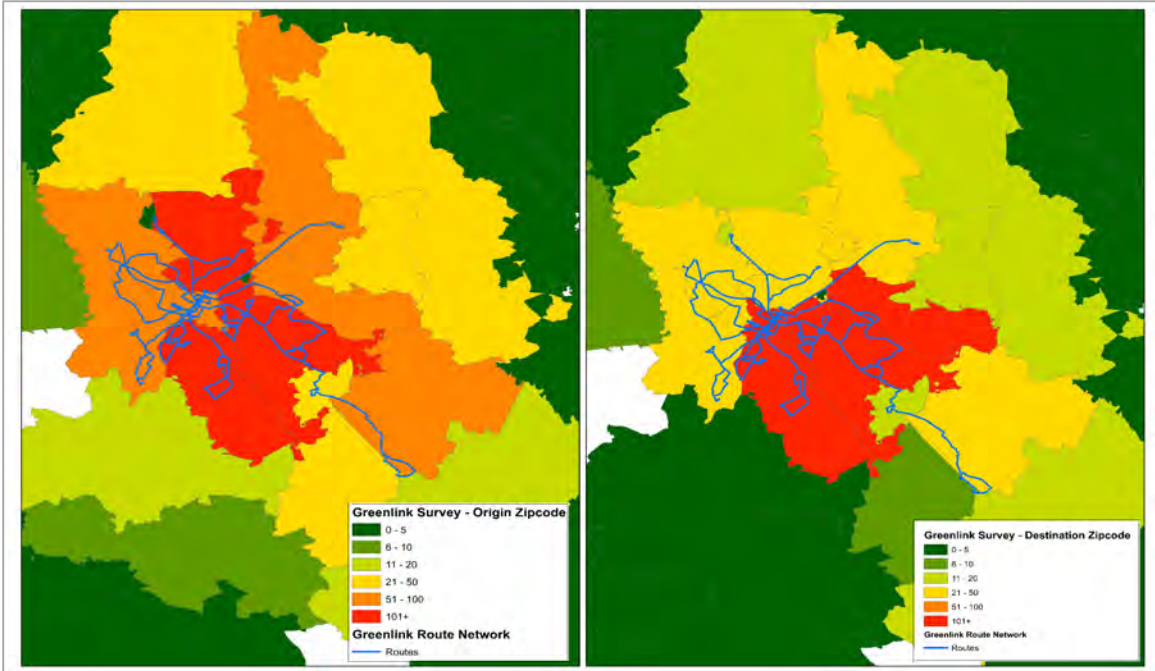 Greenlink Survey - Origin Zipcode
0 - 5
6 - 10
11 - 20
21 - 50
51 - 100
101+
Greenlink Route Network
Routes
Greenlink Survey - Destination Zipcode
0 - 5
6 - 10
11 - 20
21 - 50
51 - 100
101+
Greenlink Route Network
Routes